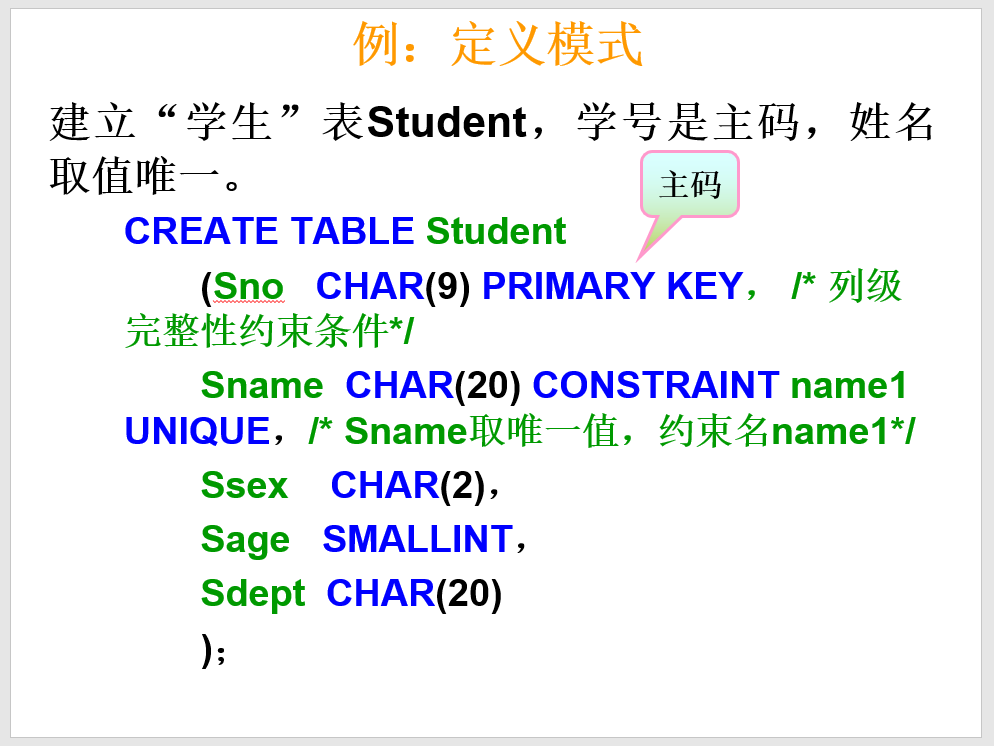 例：定义模式
建立“学生”表Student，学号是主码，姓名
取值唯一。
主码
CREATE TABLE Student
(Sno CHAR(9) PRIMARY KEY， /* 列级
完整性约束条件*/
Sname CHAR(20) CONSTRAINT name1
UNIQUE，/* Sname取唯一值，约束名name1*/
Ssex CHAR(2)，
Sage SMALLINT，
Sdept CHAR(20)
)；